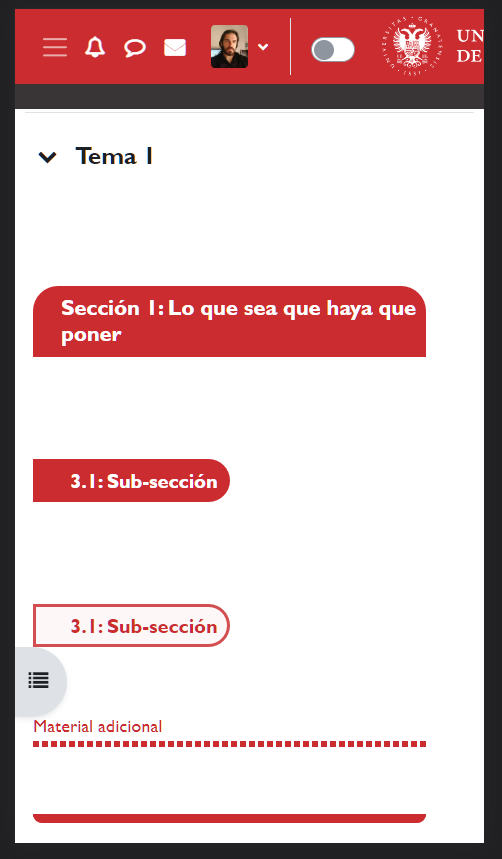 UN
DE
Tema 1
Sección 1: Lo que sea que haya que
poner
3.1: Sub-sección
3.1: Sub-sección
Material adicional